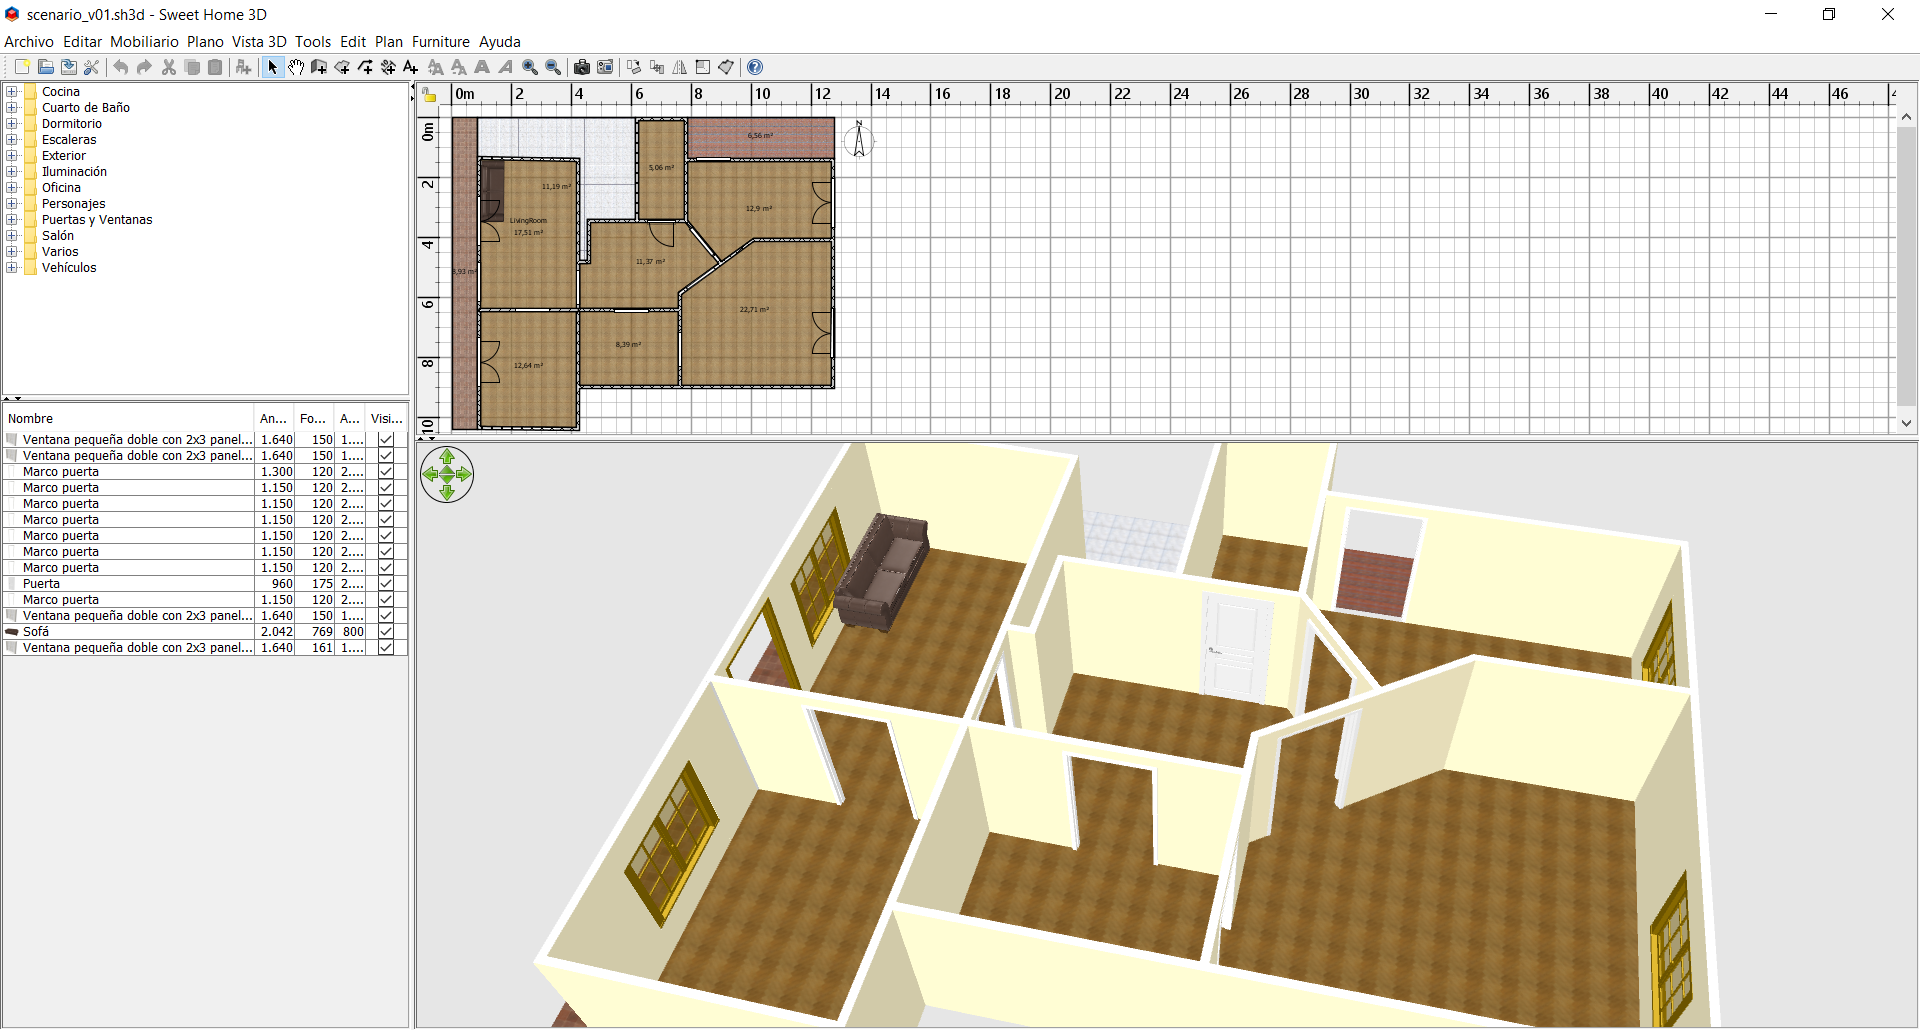 scenario_v01.sh3d - Sweet Home 3D
Archivo Editar Mobiliario Plano Vista 3D Tools Edit Plan Furniture Ayuda
Cocina
Cuarto de Baño
Dormitorio
Escaleras
Exterior
Iluminación
Oficina
Personajes
Puertas y Ventanas
Salón
Varios
Vehículos
Nombre An... Fo... A... Visi...
Ventana pequeña doble con 2x3 panel... 1.640 150 1....
Ventana pequeña doble con 2x3 panel... 1.640 150 1....
Marco puerta 1.300 120 2....
Marco puerta 1.150 120 2....
Marco puerta 1.150 120 2....
Marco puerta 1.150 120 2....
Marco puerta 1.150 120 2....
Marco puerta 1.150 120 2....
Marco puerta 1.150 120 2....
Puerta 960 175 2....
Marco puerta 1.150 120 2....
Ventana pequeña doble con 2x3 panel... 1.640 150 1....
Sofá 2.042 769 800
Ventana pequeña doble con 2x3 panel... 1.640 161 1....
0m 2 4 6 8 10 12 14 16 18 20 22 24 26 28 30 32 34 36 38 40 42 44 46
0m
2
4
6
8
10
N
6,56 m²
5,06 m²
11,19 m²
12,9 m²
LivingRoom
17,51 m²
11,37 m²
,93 m²
22,71 m²
8,39 m²
12,64 m²